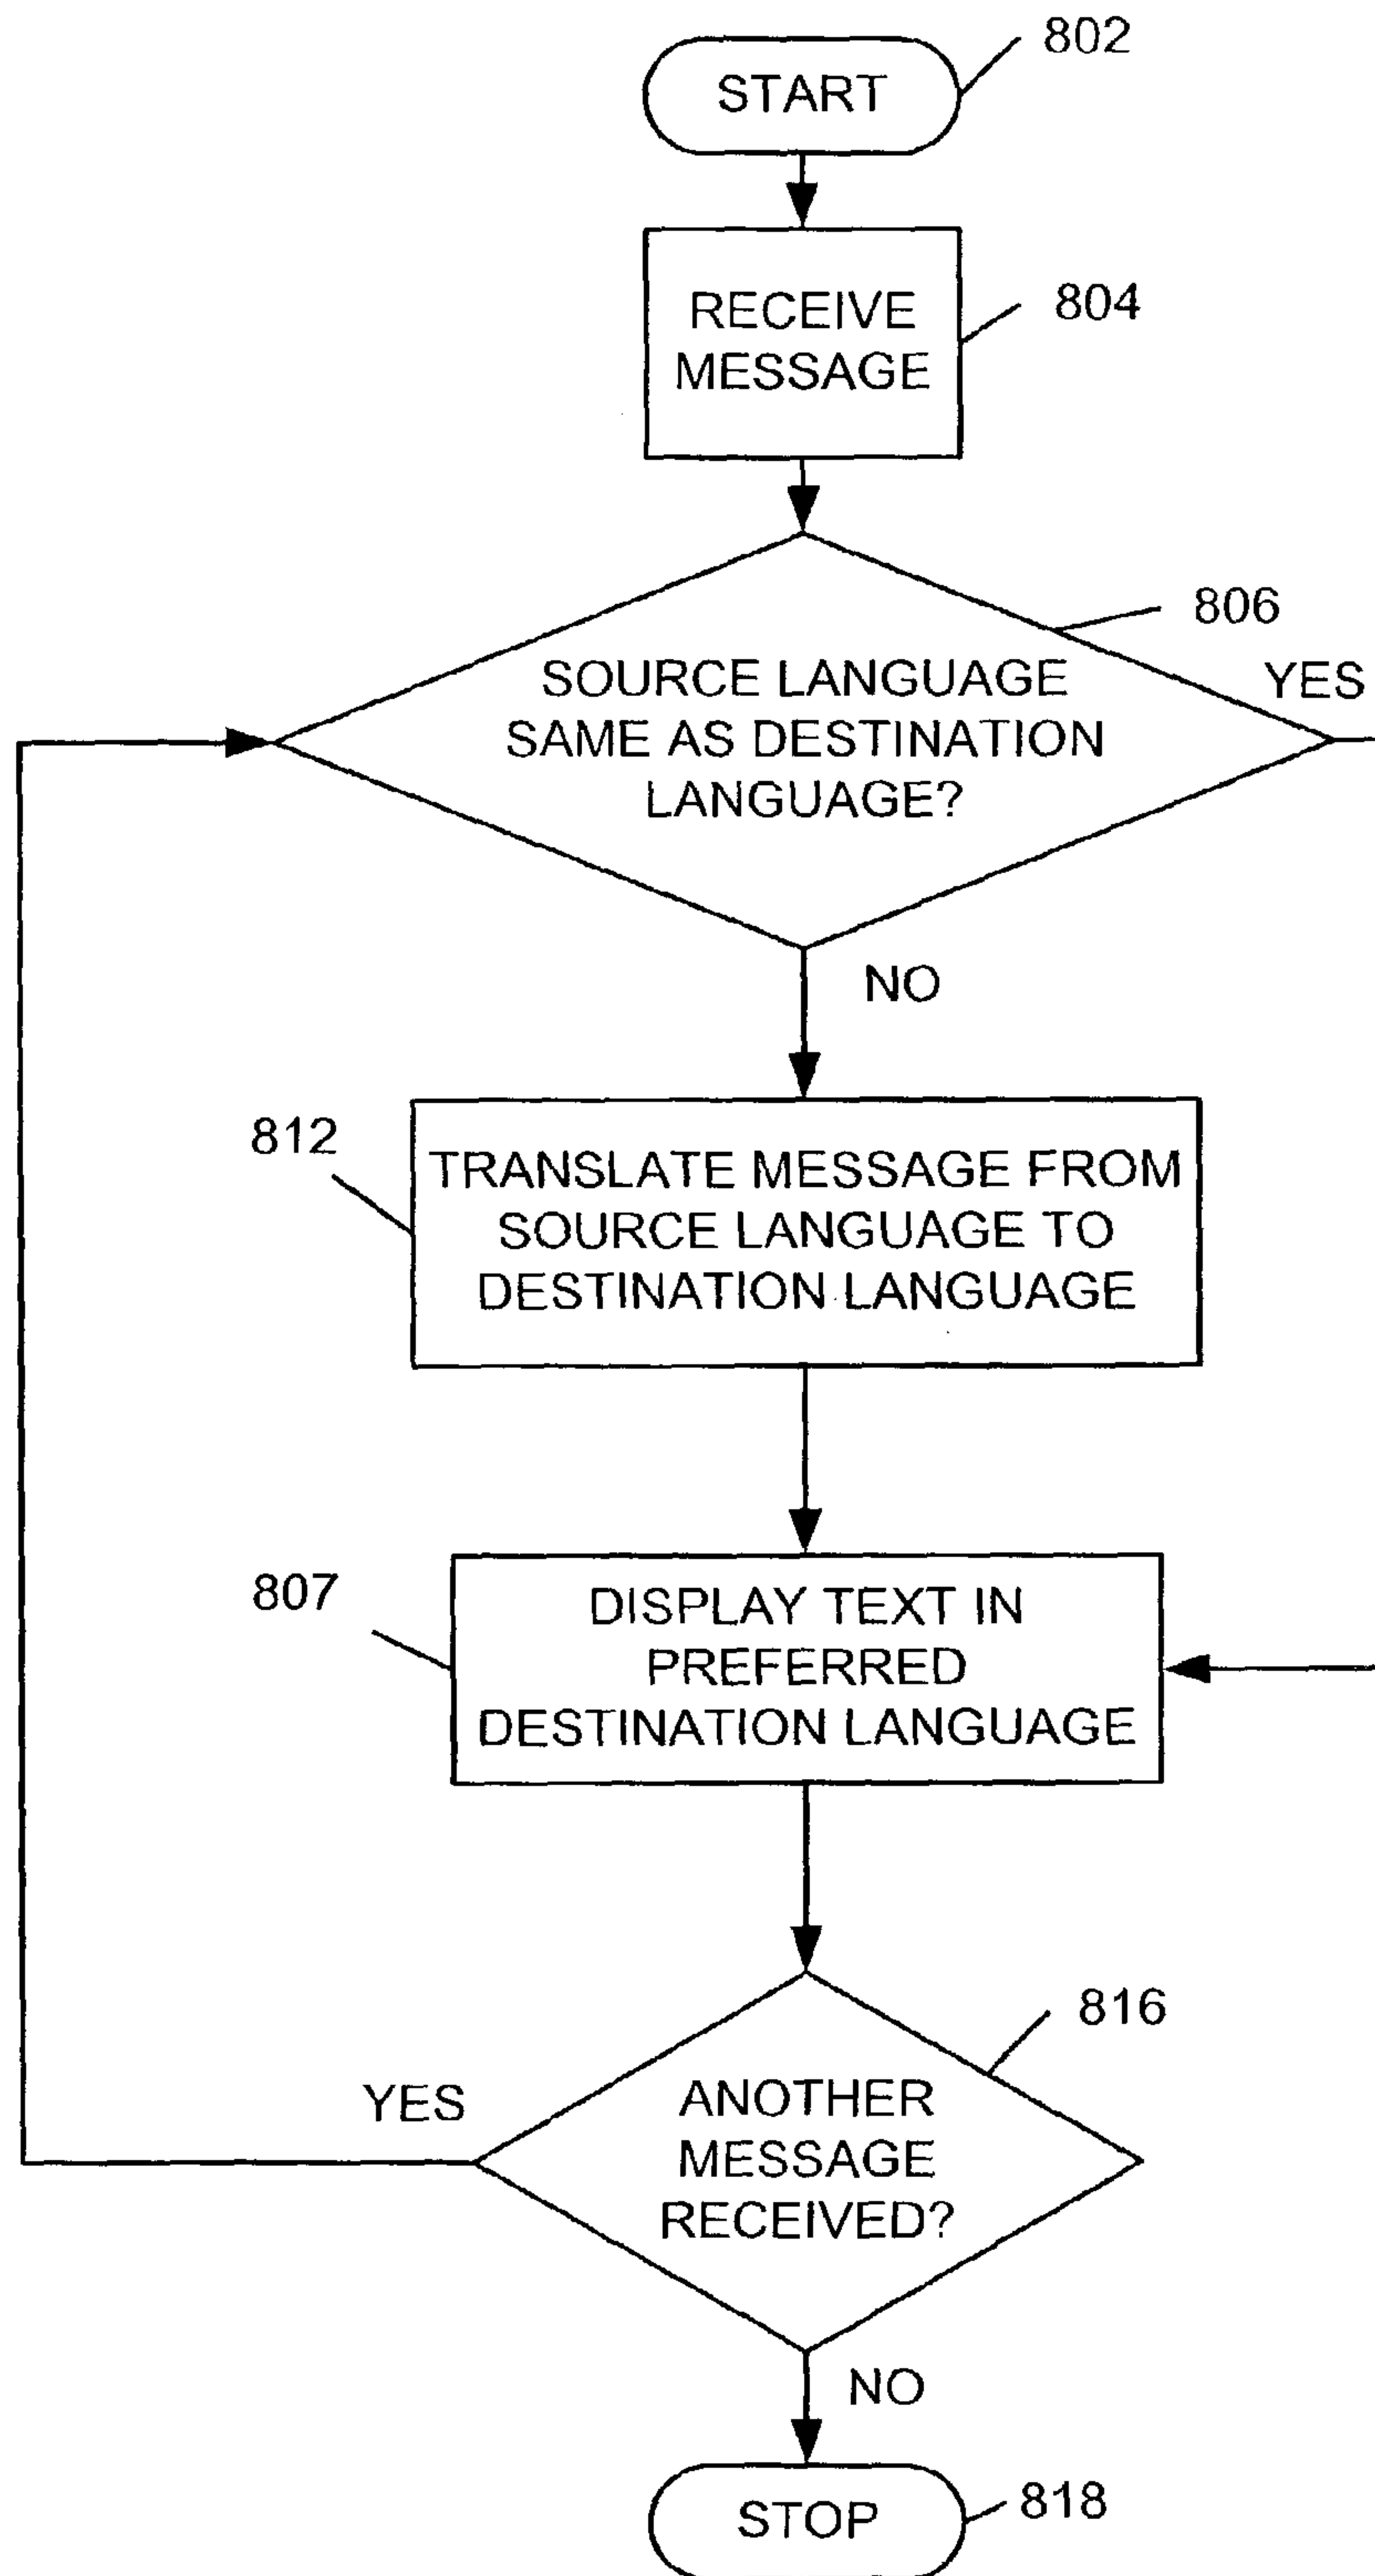 802
START
RECEIVE
MESSAGE
804
806
YES
SOURCE LANGUAGE
SAME AS DESTINATION
LANGUAGE?
NO
812
TRANSLATE MESSAGE FROM
SOURCE LANGUAGE TO
DESTINATION LANGUAGE
807
DISPLAY TEXT IN
PREFERRED
DESTINATION LANGUAGE
816
YES
ANOTHER
MESSAGE
RECEIVED?
NO
STOP
818